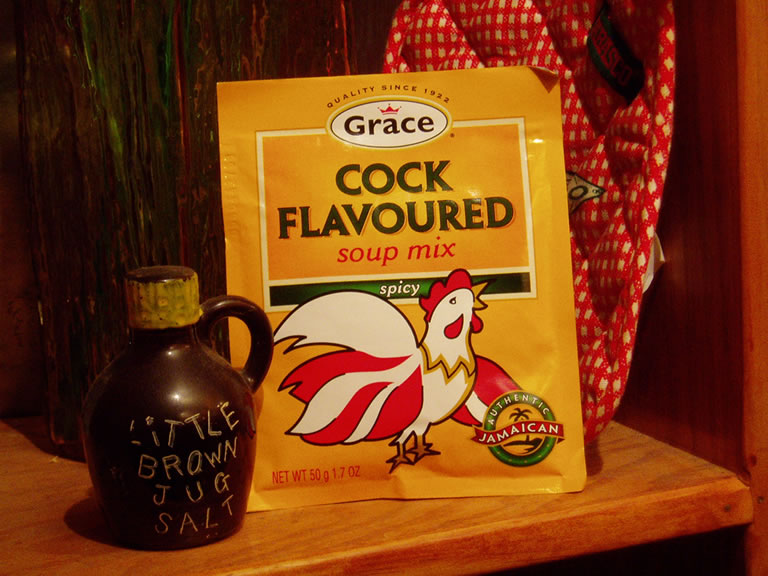 QUALITY SINCE 1922
Grace
COCK
FLAVOURED
soup mix
spicy
AUTHENTIC
JAMAICAN
NET WT 50 g 1.7 OZ
LITTLE
BROWN
JUG
SALT